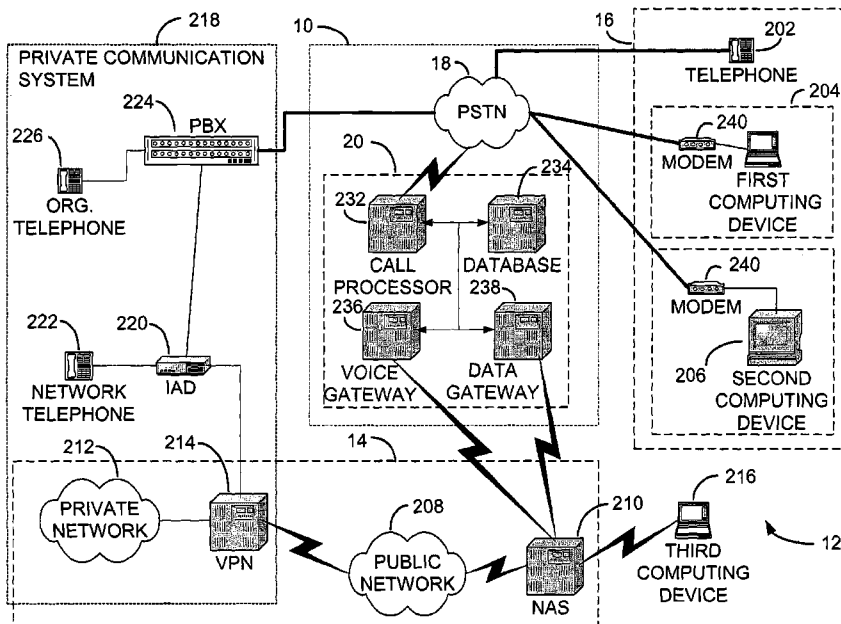 218
PRIVATE COMMUNICATION
SYSTEM
224
PBX
226
ORG.
TELEPHONE
222
220
NETWORK
TELEPHONE
IAD
212
214
PRIVATE
NETWORK
VPN
10
18
PSTN
20
234
232
CALL
PROCESSOR
DATABASE
236
238
VOICE
GATEWAY
DATA
GATEWAY
14
208
PUBLIC
NETWORK
210
NAS
16
202
TELEPHONE
204
240
MODEM
FIRST
COMPUTING
DEVICE
240
MODEM
206
SECOND
COMPUTING
DEVICE
216
THIRD
COMPUTING
DEVICE
12